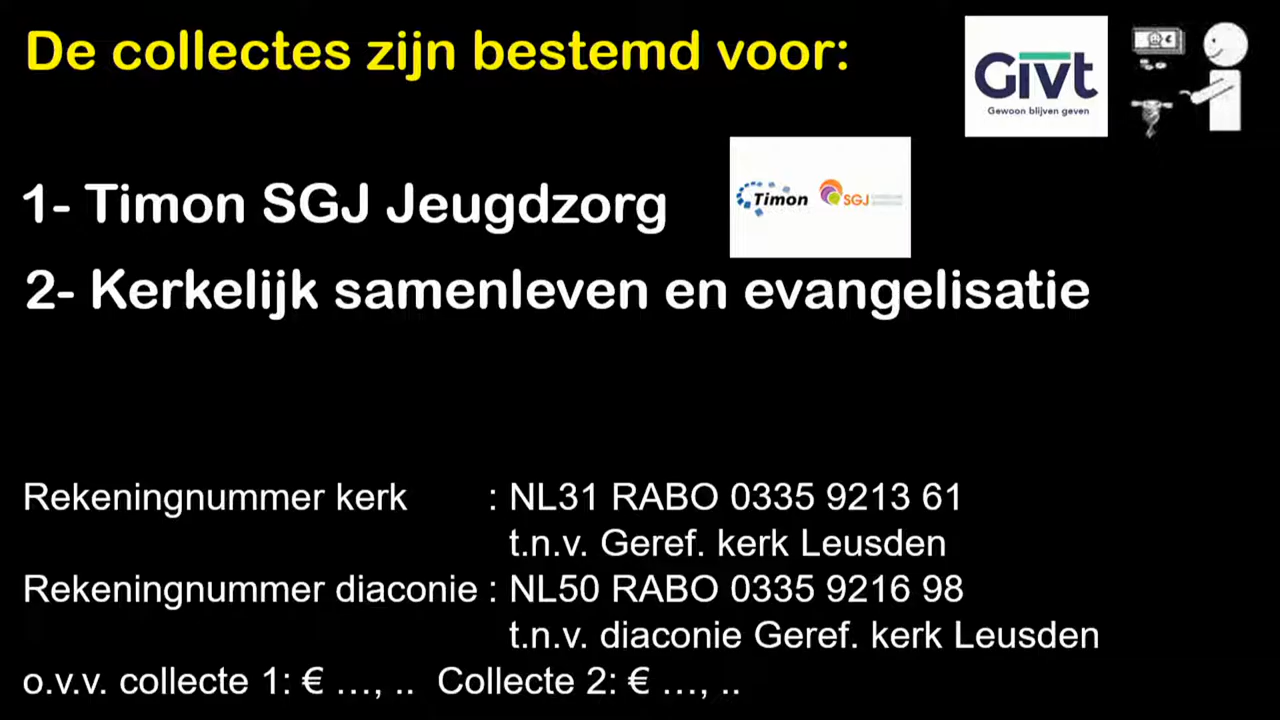 De collectes zijn bestemd voor:
Givt
Gewoon blijven geven
1- Timon SGJ Jeugdzorg
Timon SGJ
2- Kerkelijk samenleven en evangelisatie
Rekeningnummer kerk : NL31 RABO 0335 9213 61
t.n.v. Geref. kerk Leusden
Rekeningnummer diaconie : NL50 RABO 0335 9216 98
t.n.v. diaconie Geref. kerk Leusden
o.v.v. collecte 1: € …, .. Collecte 2: € …, ..